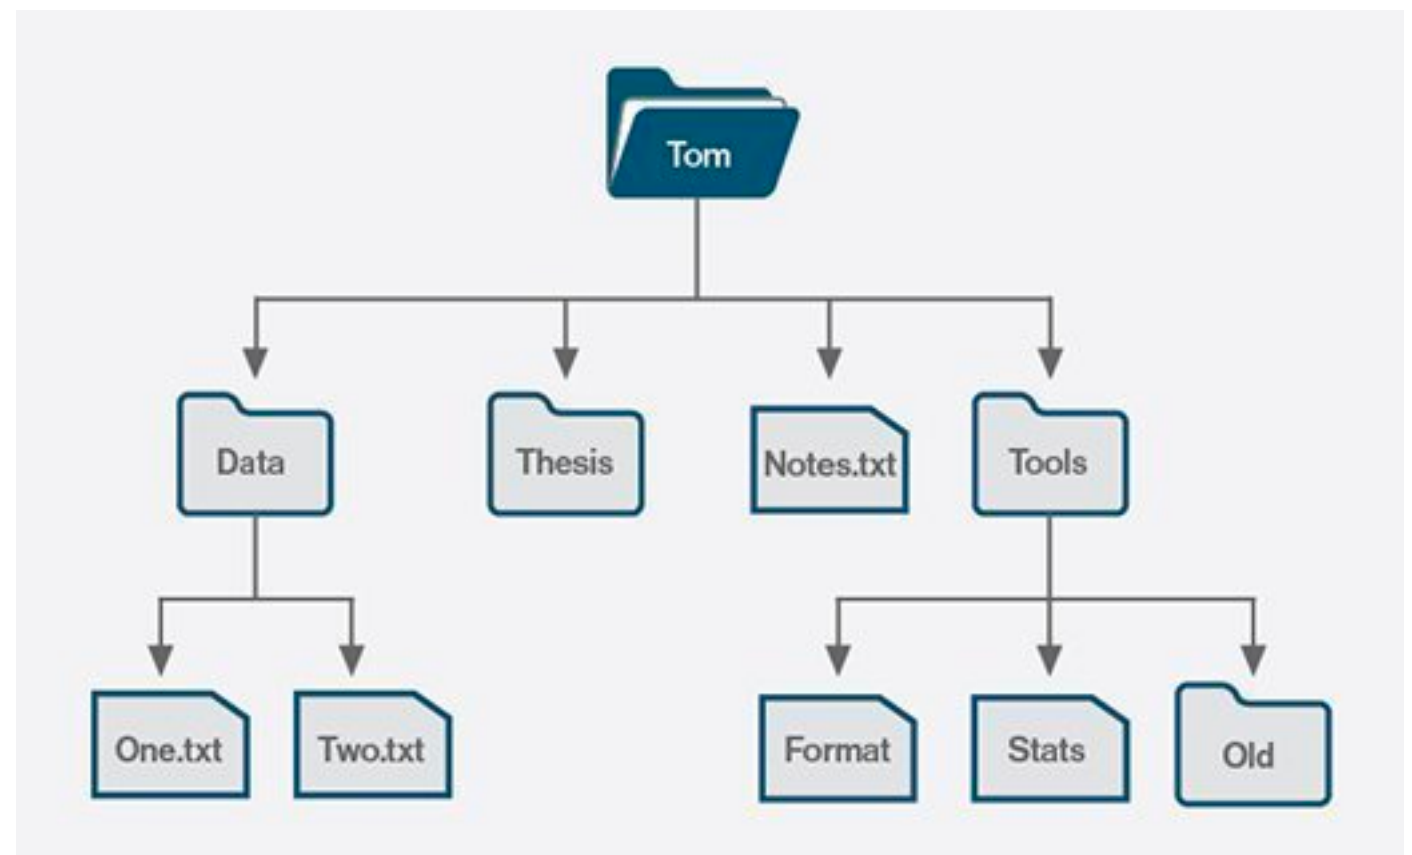 Tom
Data
Thesis
Notes.txt
Tools
One.txt
Two.txt
Format
Stats
Old